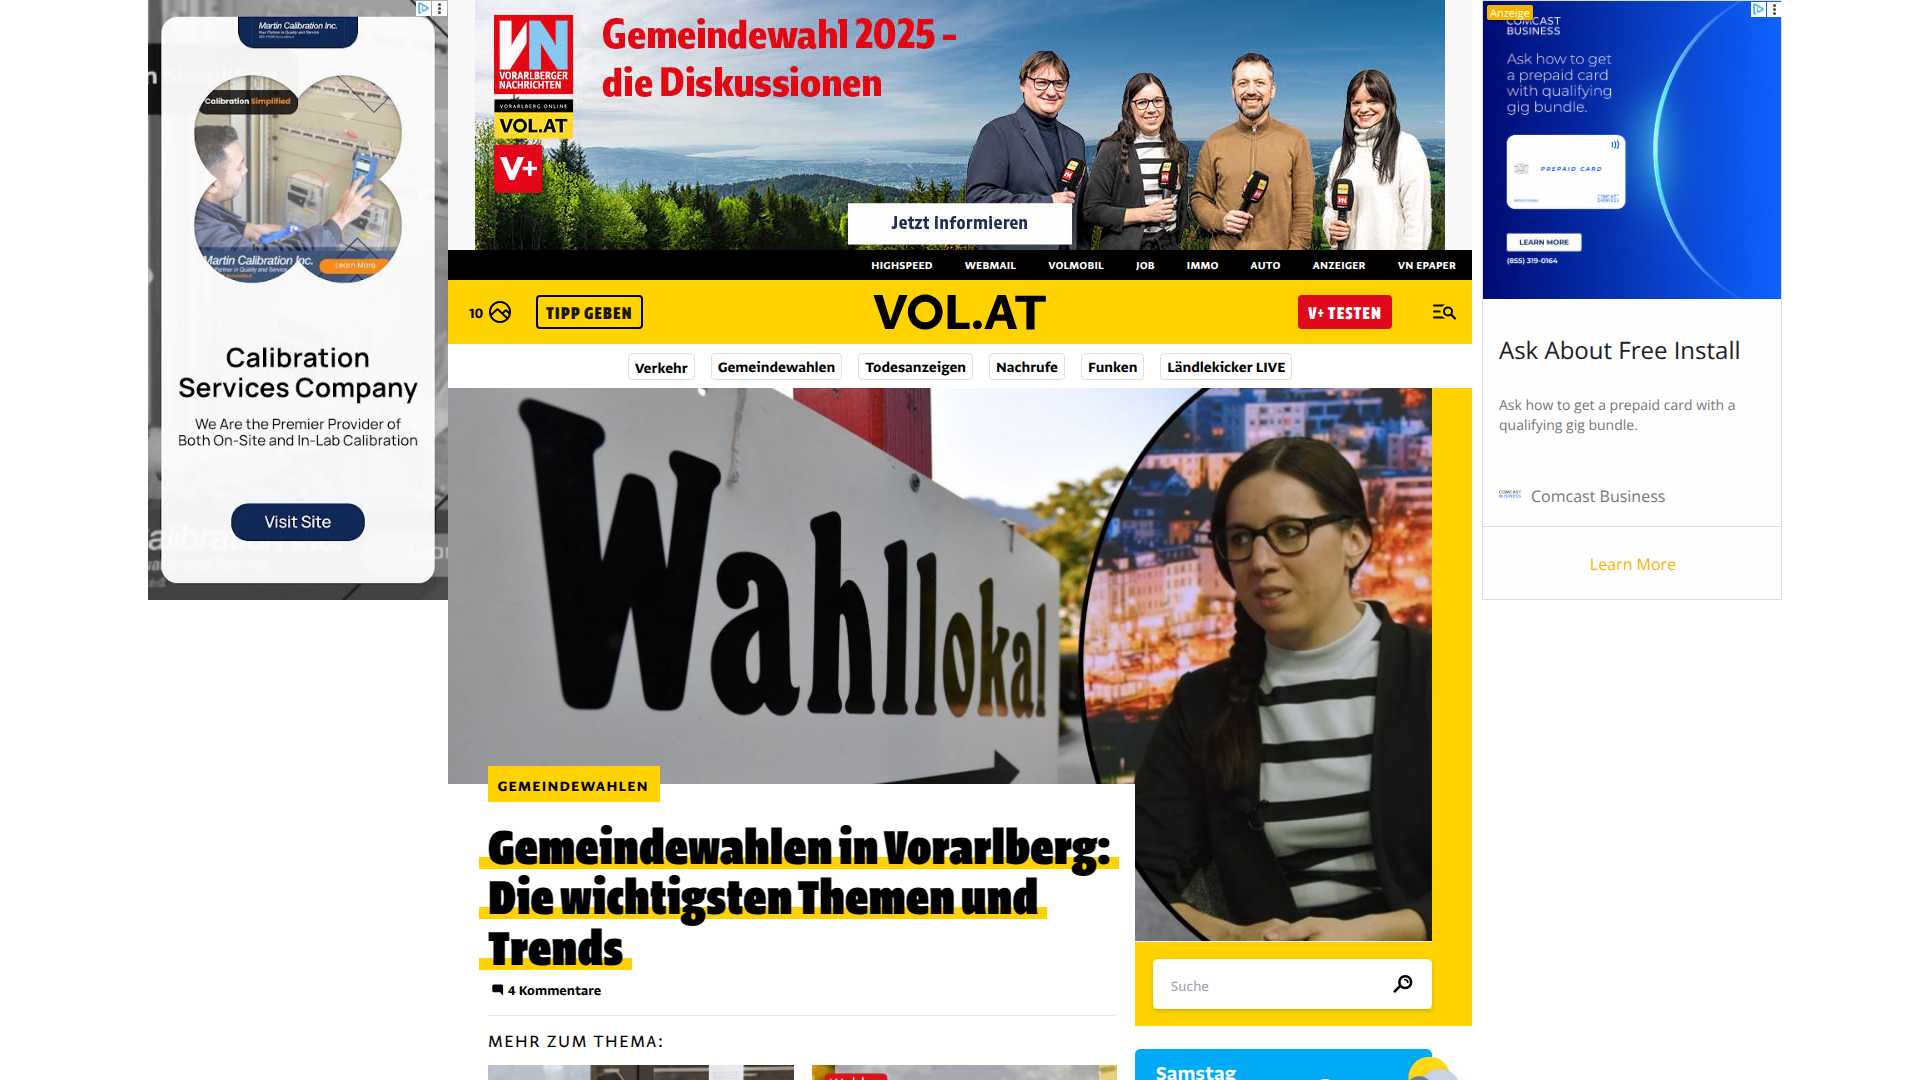 Martin Calibration Inc.
Calibration Simplified
Martin Calibration Inc.
Learn More
Calibration
Services Company
We Are the Premier Provider of
Both On-Site and In-Lab Calibration
Visit Site
VN
VORARLBERGER
NACHRICHTEN
VORARLBERG ONLINE
VOL.AT
V+
Gemeindewahl 2025 -
die Diskussionen
Jetzt informieren
HIGHSPEED WEBMAIL VOLMOBIL JOB IMMO AUTO ANZEIGER VN EPAPER
10 TIPP GEBEN VOL.AT V+ TESTEN
Verkehr Gemeindewahlen Todesanzeigen Nachrufe Funken Ländlekicker LIVE
Wahllokal
GEMEINDEWAHLEN
Gemeindewahlen in Vorarlberg:
Die wichtigsten Themen und
Trends
4 Kommentare
MEHR ZUM THEMA:
Suche
Samstag
Anzeige
COMCAST
BUSINESS
Ask how to get
a prepaid card
with qualifying
gig bundle.
PREPAID CARD
COMCAST
BUSINESS
LEARN MORE
(855) 319-0164
Ask About Free Install
Ask how to get a prepaid card with a
qualifying gig bundle.
COMCAST
BUSINESS
Comcast Business
Learn More